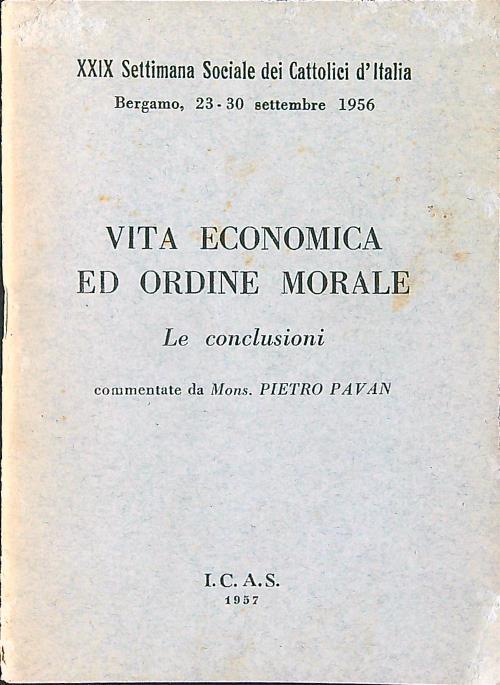 XXIX Settimana Sociale dei Cattolici d'Italia
Bergamo, 23-30 settembre 1956
VITA ECONOMICA
ED ORDINE MORALE
Le conclusioni
commentate da Mons. PIETRO PAVAN
I.C.A.S.
1957